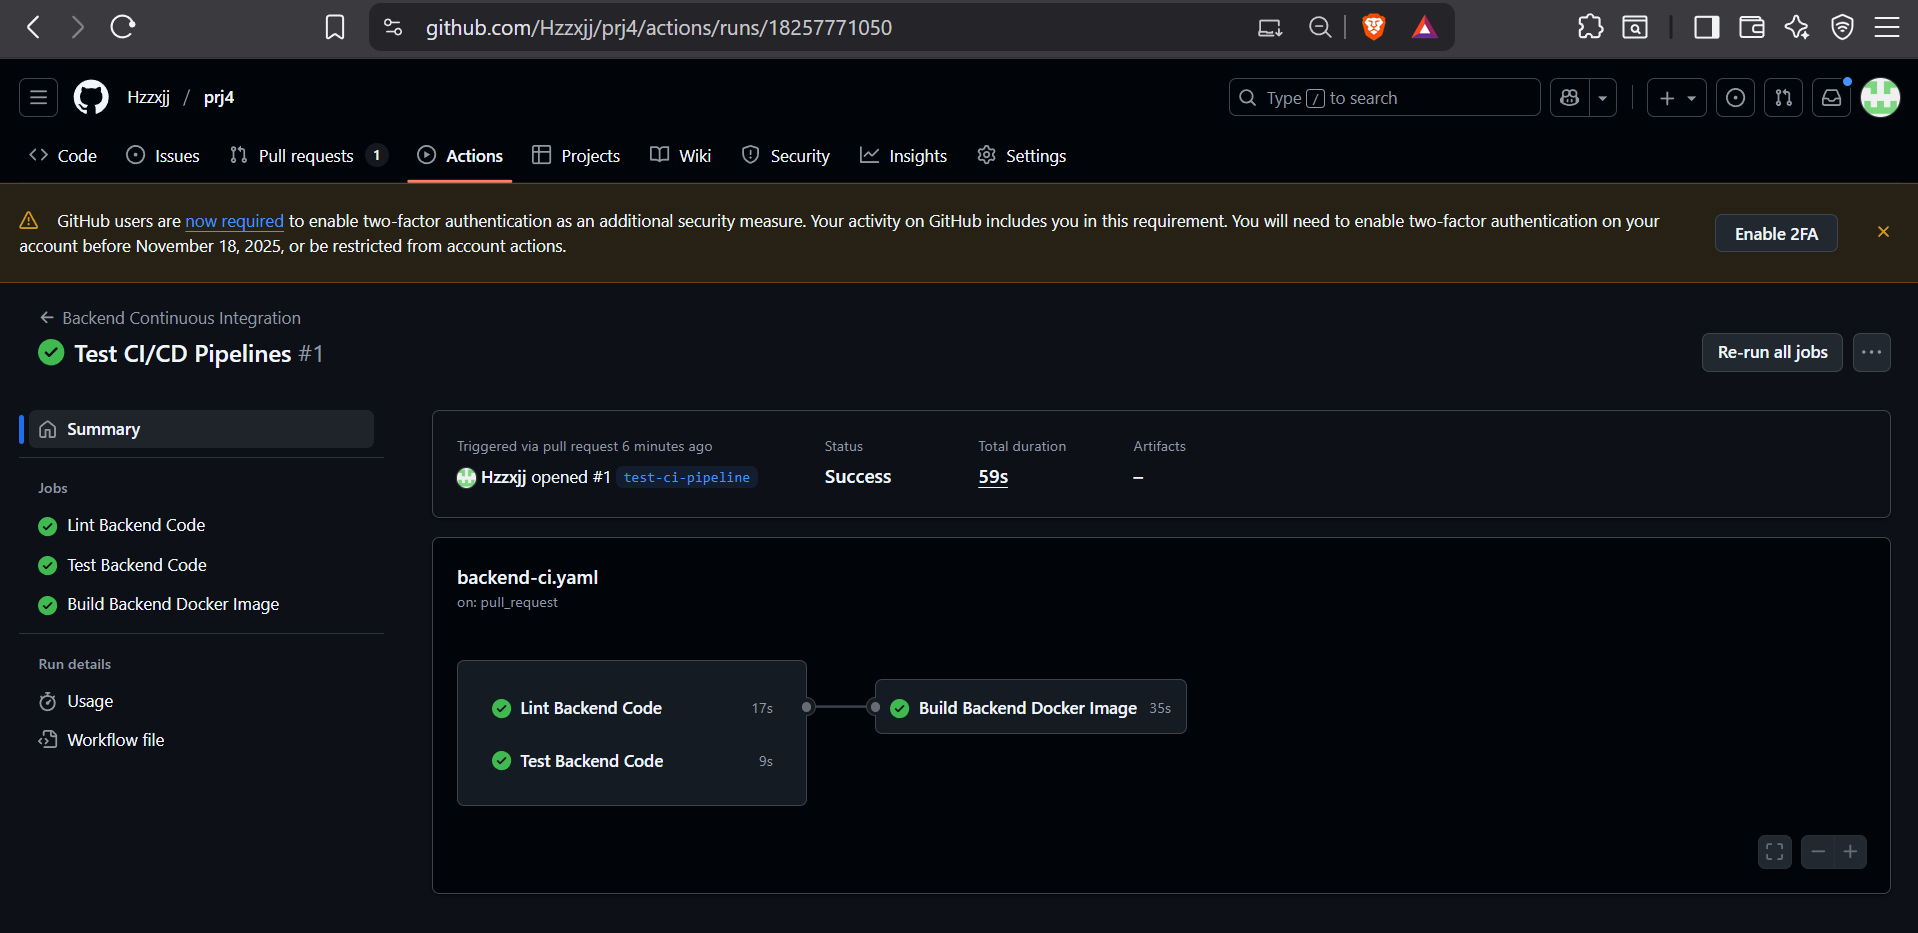 github.com/Hzzxjj/prj4/actions/runs/18257771050
Hzzxjj / prj4
Type / to search
Code
Issues
Pull requests 1
Actions
Projects
Wiki
Security
Insights
Settings
GitHub users are now required to enable two-factor authentication as an additional security measure. Your activity on GitHub includes you in this requirement. You will need to enable two-factor authentication on your
account before November 18, 2025, or be restricted from account actions.
Enable 2FA
Backend Continuous Integration
Test CI/CD Pipelines #1
Re-run all jobs
Summary
Jobs
Lint Backend Code
Test Backend Code
Build Backend Docker Image
Run details
Usage
Workflow file
Triggered via pull request 6 minutes ago
Hzzxjj opened #1 test-ci-pipeline
Status
Success
Total duration
59s
Artifacts
–
backend-ci.yaml
on: pull_request
Lint Backend Code 17s
Test Backend Code 9s
Build Backend Docker Image 35s